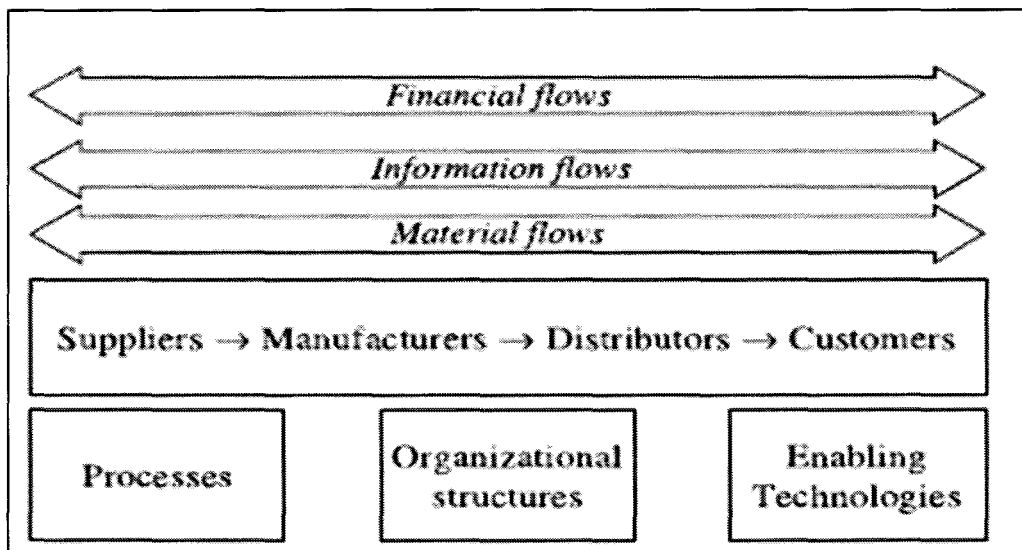 Financial flows
Information flows
Material flows
Suppliers → Manufacturers → Distributors → Customers
Processes
Organizational
structures
Enabling
Technologies